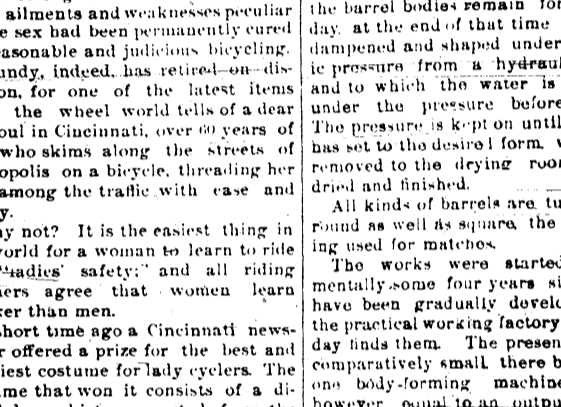 ailments and weaknesses peculiar
e sex had been permanently cured
easonable and judicious bicycling.
undy, indeed, has retired on dis-
on, for one of the latest items
the wheel world tells of a dear
oul in Cincinnati, over 60 years of
who skims along the streets of
opolis on a bicycle, threading her
among the traffic with ease and
y.
ay not? It is the easiest thing in
vorld for a woman to learn to ride
"ladies' safety;" and all riding
ers agree that women learn
ker than men.
short time ago a Cincinnati news-
r offered a prize for the best and
iest costume for lady cyclers. The
me that won it consists of a di-
the barrel bodies remain for
day, at the end of that time
dampened and shaped under
ic pressure from a hydraul
and to which the water is
under the pressure before
The pressure is kept on until
has set to the desired form, w
removed to the drying room
dried and finished.
All kinds of barrels are tu
round as well as square, the
ing used for matches.
The works were started
mentally some four years si
have been gradually develo
the practical working factory
day finds them. The presen
comparatively small, there b
one body-forming machine
however, equal to an outpu